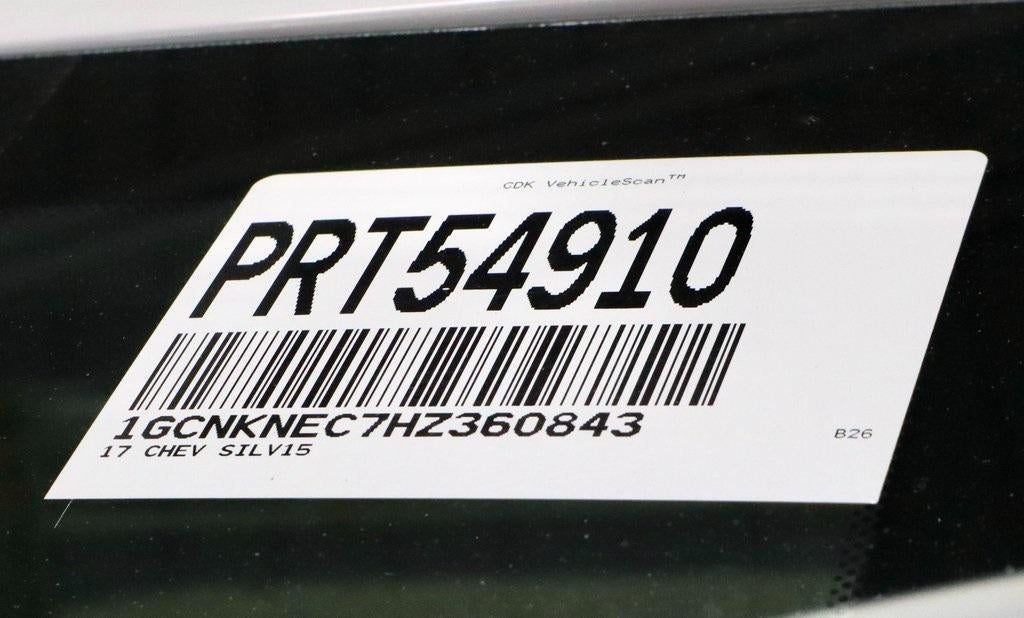 CDK VehicleScan™
PRT54910
1GCNKNEC7HZ360843
17 CHEV SILV15
B26